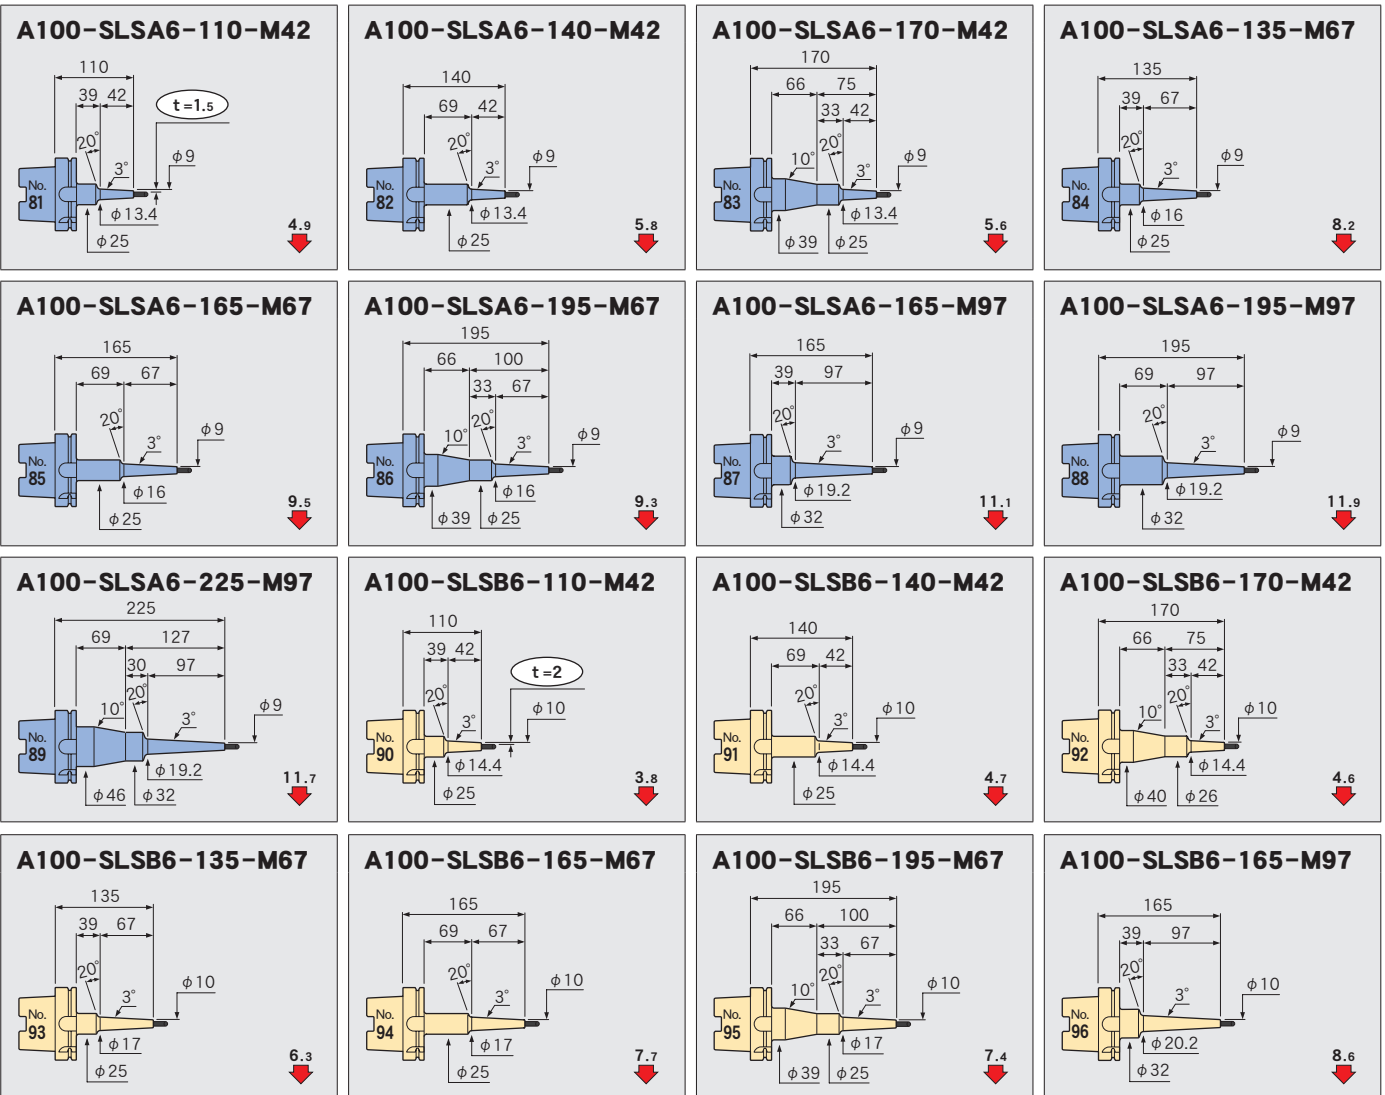 A100-SLSA6-110-M42
110
39 42
t=1.5
20°
3°
φ9
No.
81
φ13.4
φ25
4.9
A100-SLSA6-140-M42
140
69 42
20°
3°
φ9
No.
82
φ13.4
φ25
5.8
A100-SLSA6-170-M42
170
66 75
33 42
20°
10° 3°
φ9
No.
83
φ13.4
φ39 φ25
5.6
A100-SLSA6-135-M67
135
39 67
20°
3°
φ9
No.
84
φ16
φ25
8.2
A100-SLSA6-165-M67
165
69 67
20°
3°
φ9
No.
85
φ16
φ25
9.5
A100-SLSA6-195-M67
195
66 100
33 67
20°
10° 3°
φ9
No.
86
φ16
φ39 φ25
9.3
A100-SLSA6-165-M97
165
39 97
20°
3°
φ9
No.
87
φ19.2
φ32
11.1
A100-SLSA6-195-M97
195
69 97
20°
3°
φ9
No.
88
φ19.2
φ32
11.9
A100-SLSA6-225-M97
225
69 127
30 97
20°
10° 3°
φ9
No.
89
φ19.2
φ46 φ32
11.7
A100-SLSB6-110-M42
110
39 42
t=2
20°
3°
φ10
No.
90
φ14.4
φ25
3.8
A100-SLSB6-140-M42
140
69 42
20°
3°
φ10
No.
91
φ14.4
φ25
4.7
A100-SLSB6-170-M42
170
66 75
33 42
20°
10° 3°
φ10
No.
92
φ14.4
φ40 φ26
4.6
A100-SLSB6-135-M67
135
39 67
20°
3°
φ10
No.
93
φ17
φ25
6.3
A100-SLSB6-165-M67
165
69 67
20°
3°
φ10
No.
94
φ17
φ25
7.7
A100-SLSB6-195-M67
195
66 100
33 67
20°
10° 3°
φ10
No.
95
φ17
φ39 φ25
7.4
A100-SLSB6-165-M97
165
39 97
20°
3°
φ10
No.
96
φ20.2
φ32
8.6